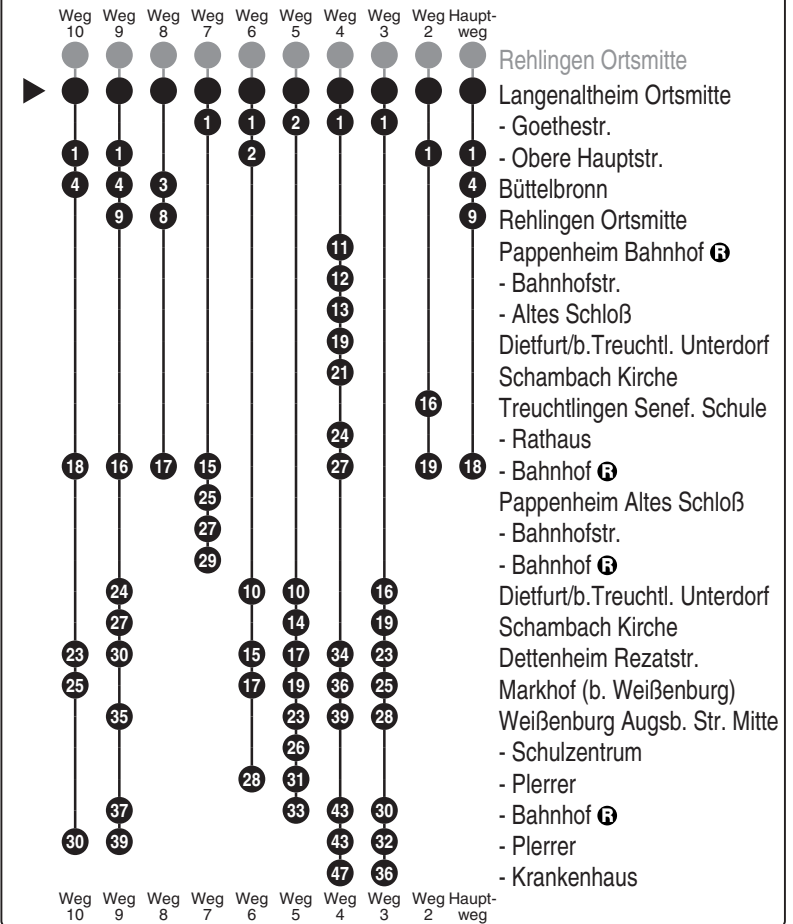 Weg 10 Weg 9 Weg 8 Weg 7 Weg 6 Weg 5 Weg 4 Weg 3 Weg 2 Haupt-weg
Rehlingen Ortsmitte
Langenaltheim Ortsmitte
1 1 2 1 1 - Goethestr.
1 1 2 1 1 - Obere Hauptstr.
4 4 3 4 Büttelbronn
9 8 9 Rehlingen Ortsmitte
11 Pappenheim Bahnhof R
12 - Bahnhofstr.
13 - Altes Schloß
19 Dietfurt/b.Treuchtl. Unterdorf
21 Schambach Kirche
16 Treuchtlingen Senef. Schule
24 - Rathaus
18 16 17 15 27 19 18 - Bahnhof R
25 Pappenheim Altes Schloß
27 - Bahnhofstr.
29 - Bahnhof R
24 10 10 16 Dietfurt/b.Treuchtl. Unterdorf
27 14 19 Schambach Kirche
23 30 15 17 34 23 Dettenheim Rezatstr.
25 17 19 36 25 Markhof (b. Weißenburg)
35 23 39 28 Weißenburg Augsb. Str. Mitte
26 - Schulzentrum
28 31 - Plerrer
37 33 43 30 - Bahnhof R
30 39 43 32 - Plerrer
47 36 - Krankenhaus
Weg 10 Weg 9 Weg 8 Weg 7 Weg 6 Weg 5 Weg 4 Weg 3 Weg 2 Haupt-weg